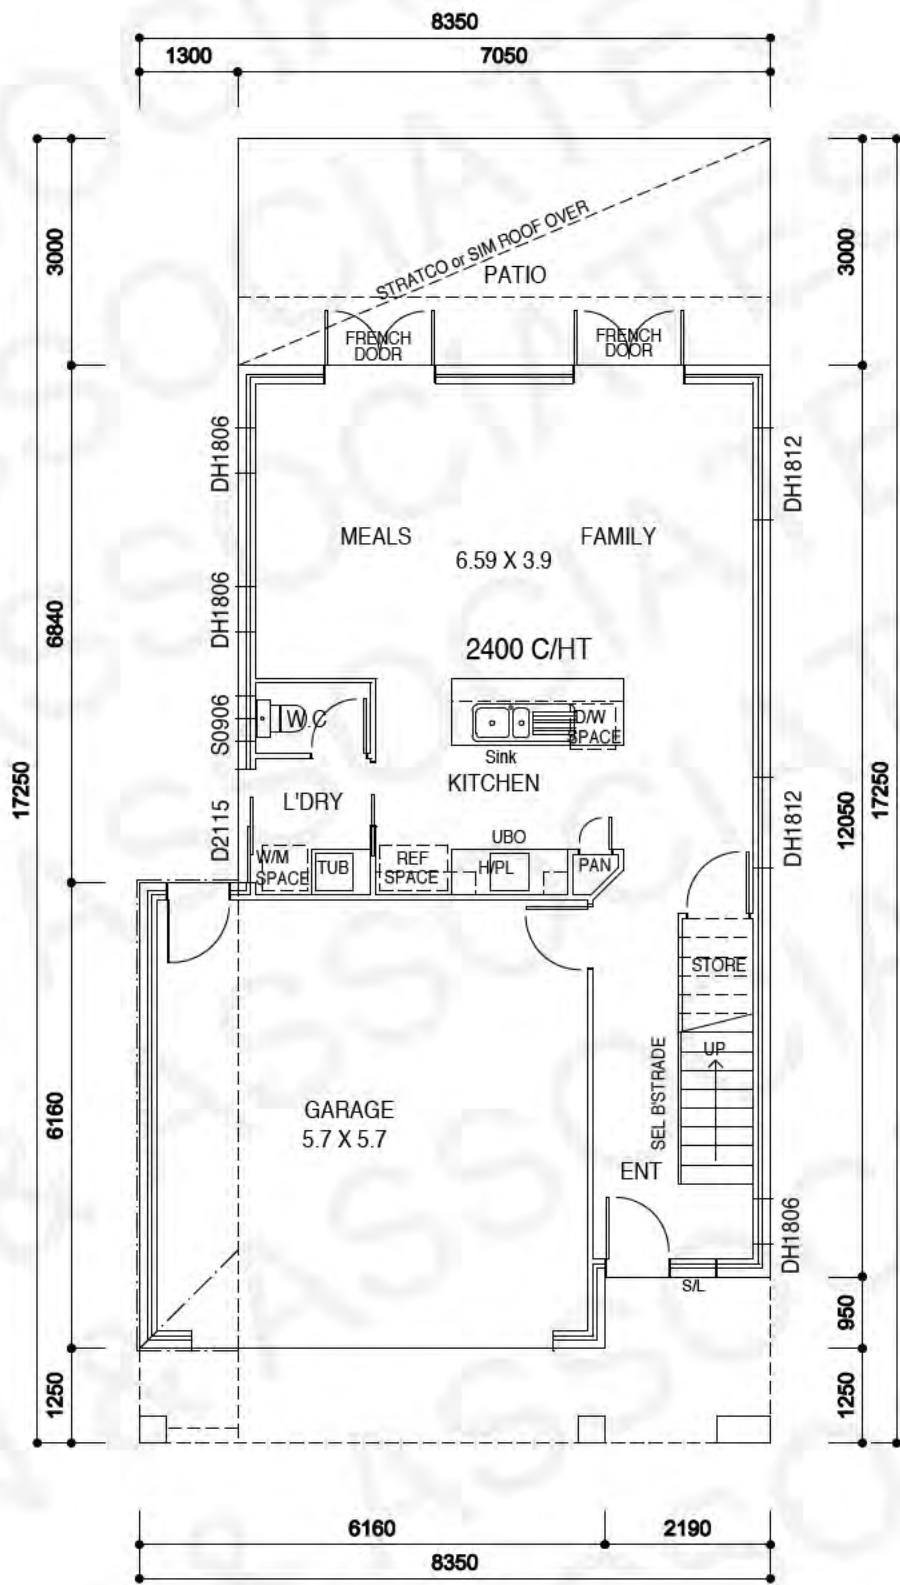 8350
1300
7050
3000
3000
STRATCO or SIM ROOF OVER
PATIO
FRENCH
DOOR
FRENCH
DOOR
DH1806
DH1812
MEALS
FAMILY
6.59 X 3.9
DH1806
6840
2400 C/HT
S0906
W.C
D/W
SPACE
Sink
KITCHEN
L'DRY
17250
12050
17250
D2115
DH1812
UBO
W/M
SPACE
TUB
REF
SPACE
H/PL
PAN
STORE
UP
SEL B'STRADE
6160
GARAGE
5.7 X 5.7
ENT
DH1806
S/L
950
1250
1250
6160
2190
8350
ASSOCIATES
& ASSOCIATES